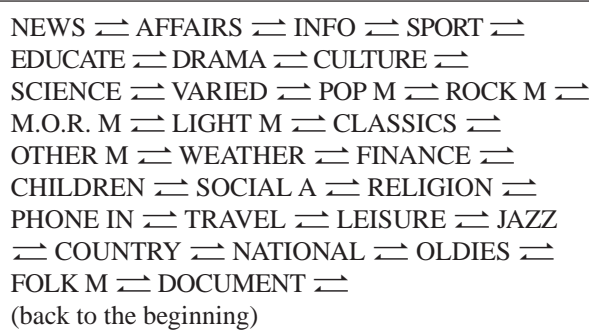 NEWS ⇌ AFFAIRS ⇌ INFO ⇌ SPORT ⇌
EDUCATE ⇌ DRAMA ⇌ CULTURE ⇌
SCIENCE ⇌ VARIED ⇌ POP M ⇌ ROCK M ⇌
M.O.R. M ⇌ LIGHT M ⇌ CLASSICS ⇌
OTHER M ⇌ WEATHER ⇌ FINANCE ⇌
CHILDREN ⇌ SOCIAL A ⇌ RELIGION ⇌
PHONE IN ⇌ TRAVEL ⇌ LEISURE ⇌ JAZZ
⇌ COUNTRY ⇌ NATIONAL ⇌ OLDIES ⇌
FOLK M ⇌ DOCUMENT ⇌
(back to the beginning)